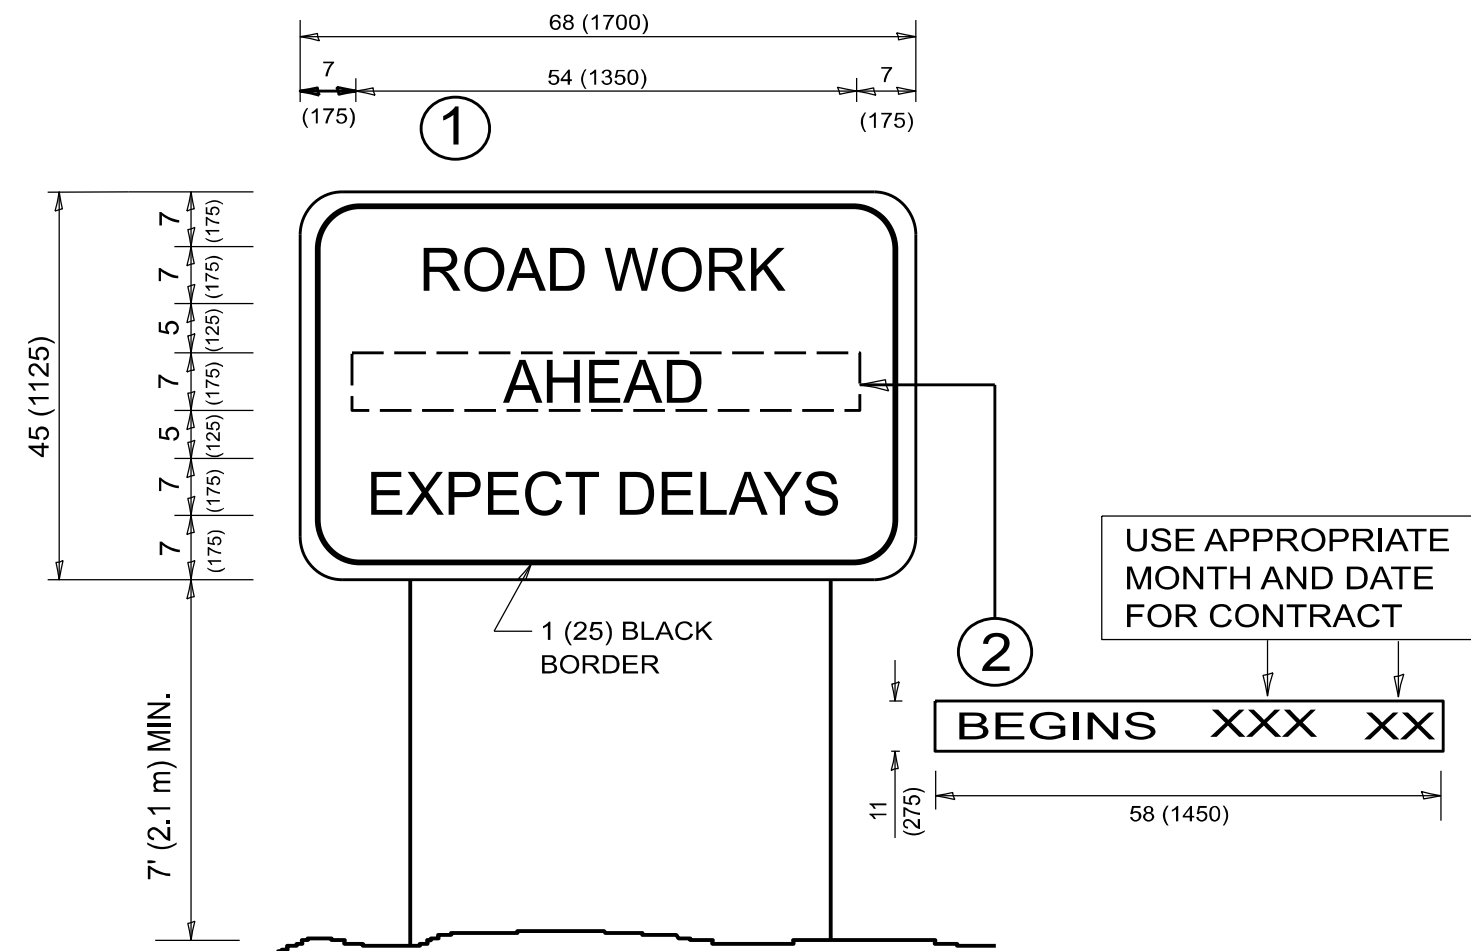 68 (1700)
7
54 (1350)
7
(175)
(175)
1
7
(175)
7
(175)
5
(125)
7
(175)
5
(125)
7
(175)
7
(175)
45 (1125)
ROAD WORK
AHEAD
EXPECT DELAYS
7' (2.1 m) MIN.
1 (25) BLACK
BORDER
USE APPROPRIATE
MONTH AND DATE
FOR CONTRACT
2
BEGINS XXX XX
11
(275)
58 (1450)